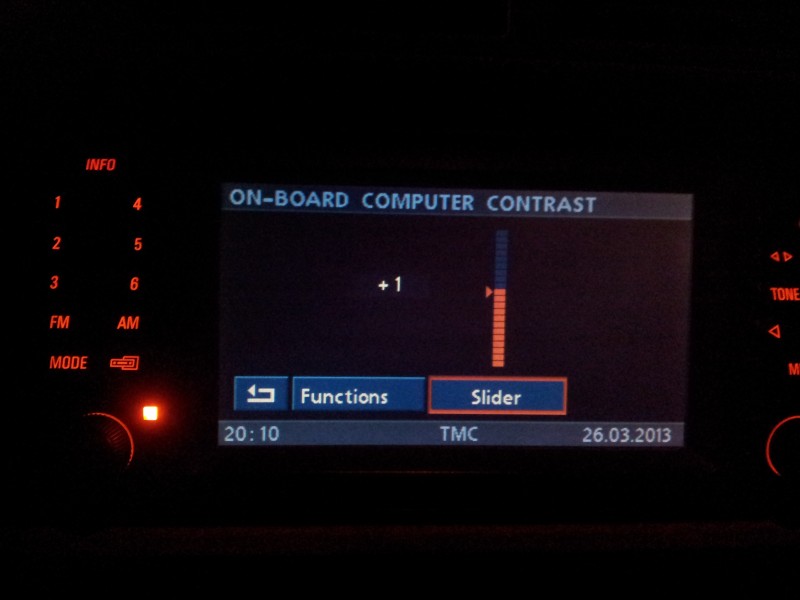 INFO
1 4
2 5
3 6
FM AM
MODE
ON-BOARD COMPUTER CONTRAST
+1
Functions Slider
20:10 TMC 26.03.2013
TONE